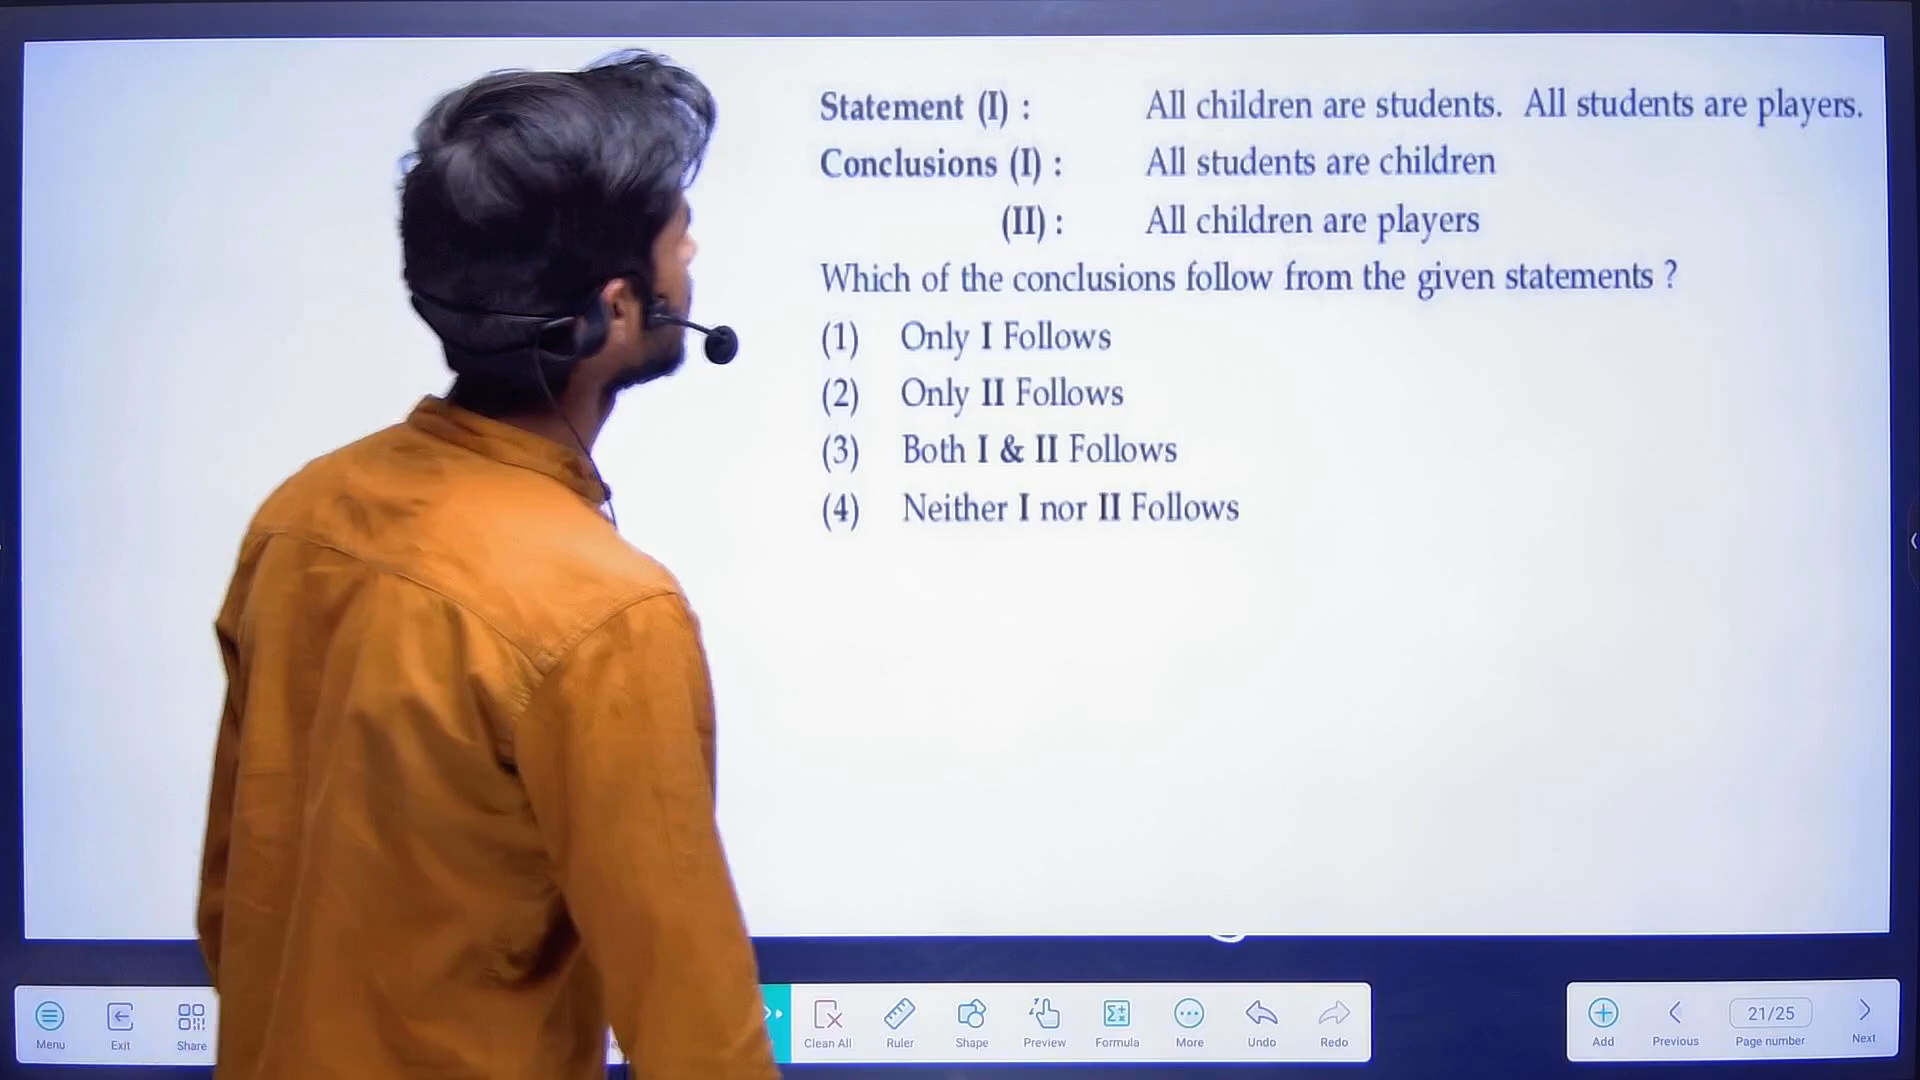 Statement (I) : All children are students. All students are players.
Conclusions (I) : All students are children
(II) : All children are players
Which of the conclusions follow from the given statements ?
(1) Only I Follows
(2) Only II Follows
(3) Both I & II Follows
(4) Neither I nor II Follows
Menu Exit Share Clean All Ruler Shape Preview Formula More Undo Redo Add Previous 21/25 Page number Next